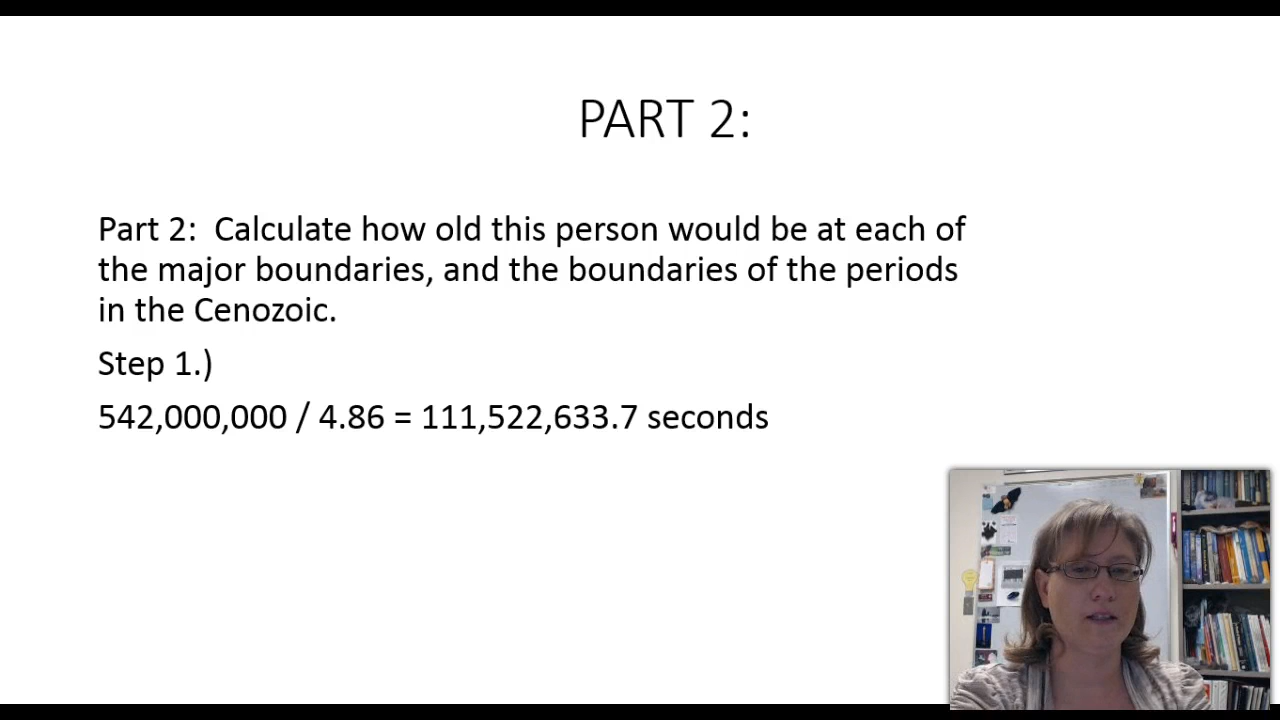 PART 2:
Part 2:  Calculate how old this person would be at each of
the major boundaries, and the boundaries of the periods
in the Cenozoic.
Step 1.)
542,000,000 / 4.86 = 111,522,633.7 seconds